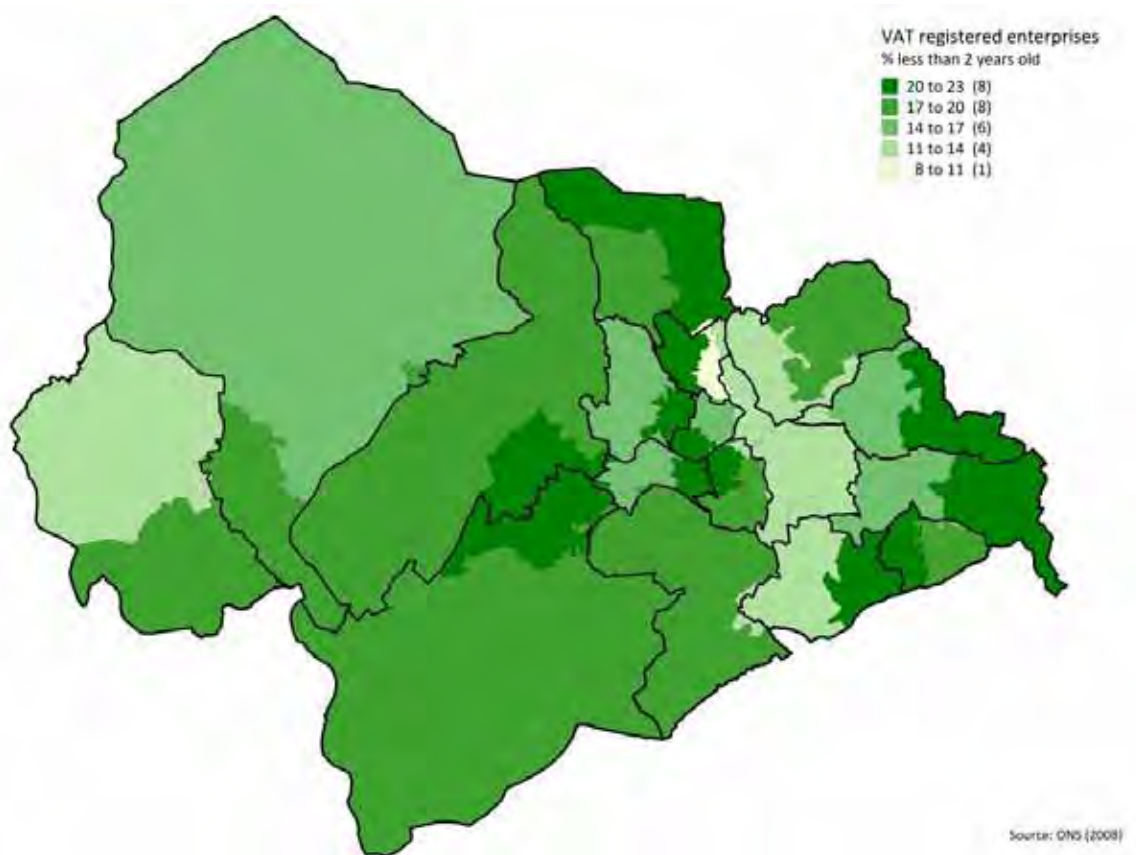 VAT registered enterprises
% less than 2 years old
20 to 23 (8)
17 to 20 (8)
14 to 17 (6)
11 to 14 (4)
8 to 11 (1)
Source: ONS (2008)